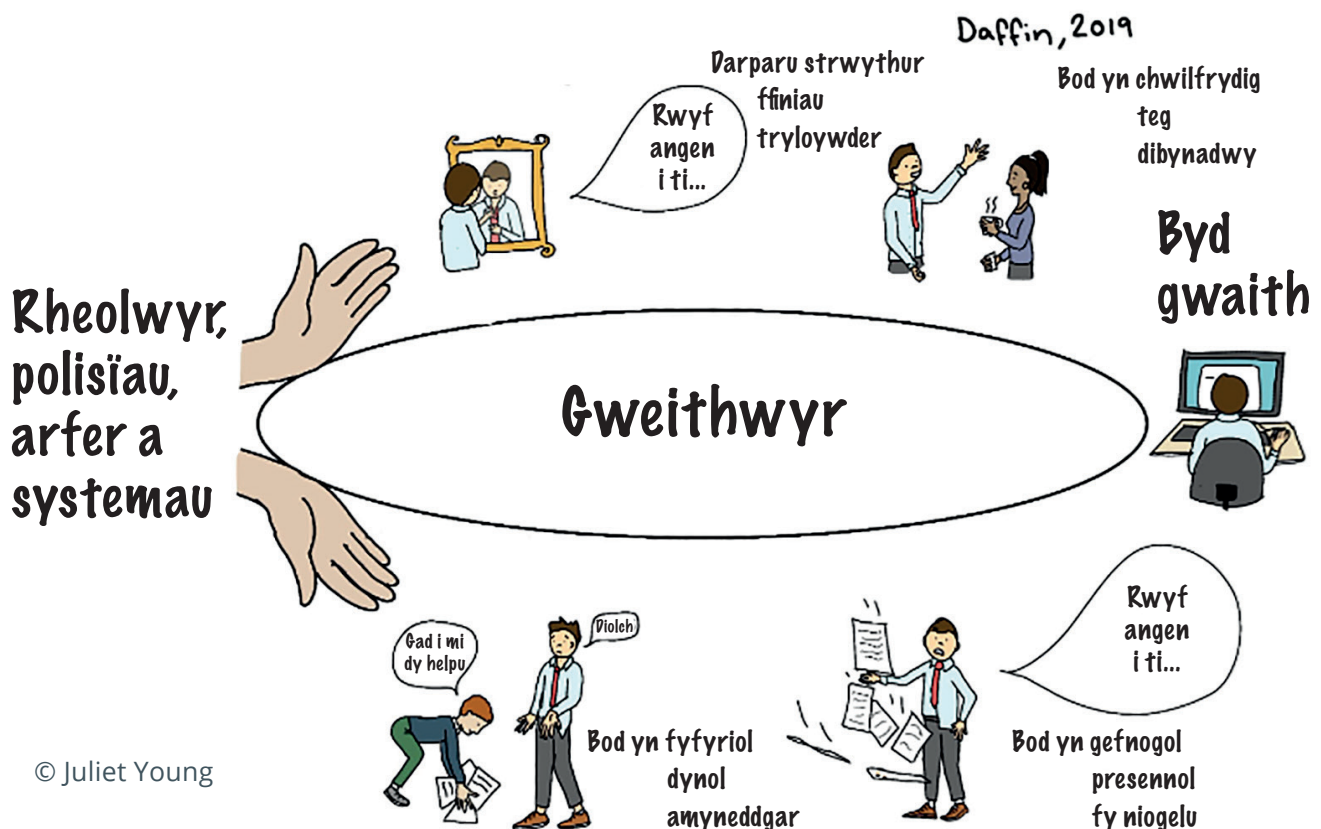 Daffin, 2019
Darparu strwythur
ffiniau
tryloywder
Rwyf
angen
i ti...
Bod yn chwilfrydig
teg
dibynadwy
Byd
gwaith
Rheolwyr,
polisïau,
arfer a
systemau
Gweithwyr
Gad i mi
dy helpu
Diolch
Bod yn fyfyriol
dynol
amyneddgar
Rwyf
angen
i ti...
Bod yn gefnogol
presennol
fy niogelu
© Juliet Young